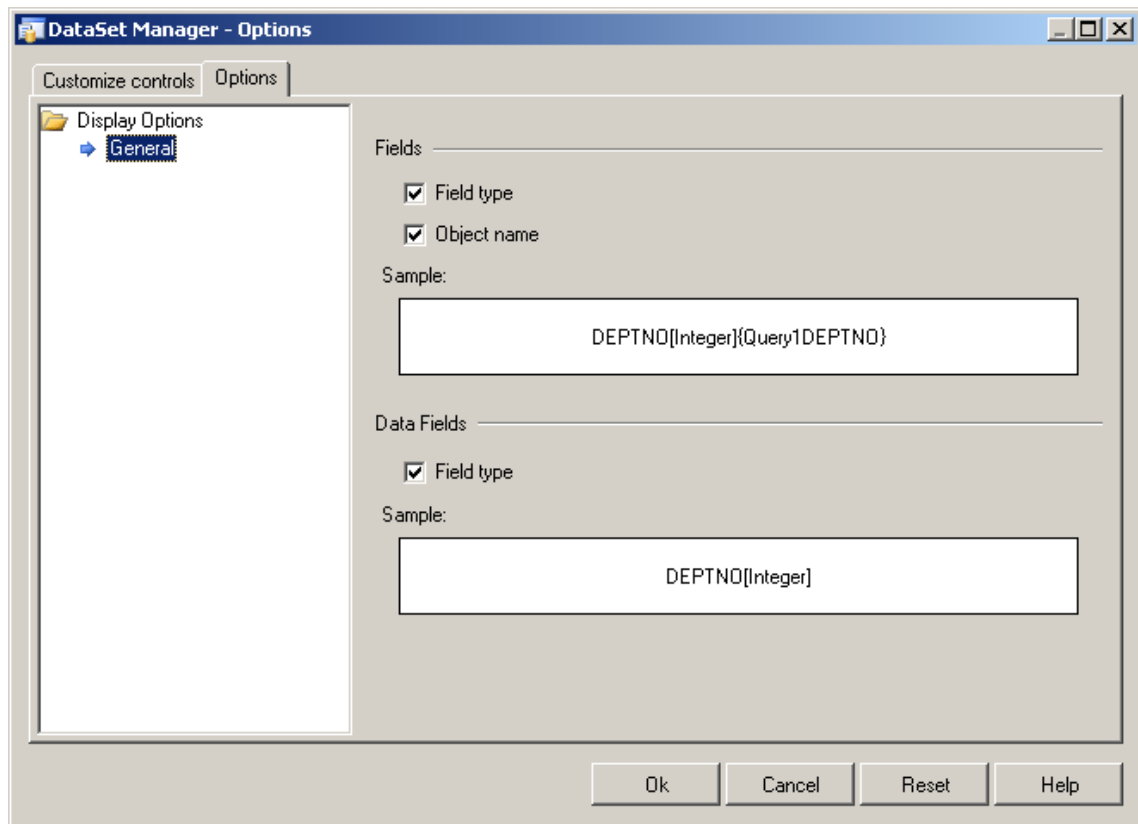 DataSet Manager - Options
Customize controls Options
Display Options
General
Fields
Field type
Object name
Sample:
DEPTNO[Integer]{Query1DEPTNO}
Data Fields
Field type
Sample:
DEPTNO[Integer]
Ok Cancel Reset Help